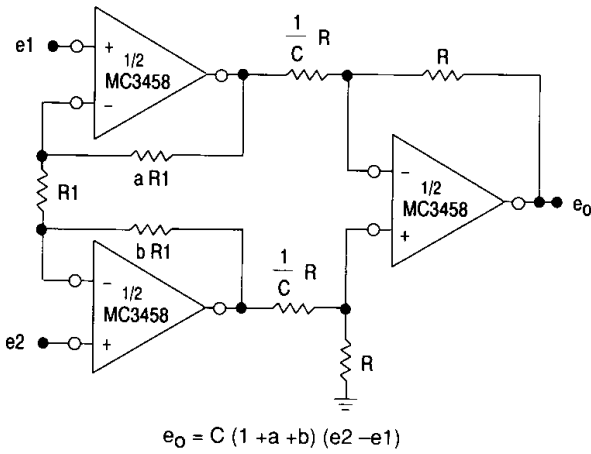 e1
+
1/2
MC3458
−
1/C R
R
a R1
R1
b R1
−
1/2
MC3458
+
eo
−
1/2
MC3458
+
e2
1/C R
R
eo = C (1 +a+b) (e2 −e1)